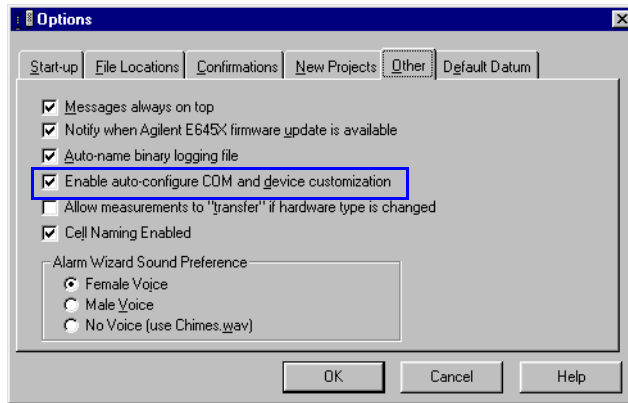 Options
Start-up File Locations Confirmations New Projects Other Default Datum
Messages always on top
Notify when Agilent E645X firmware update is available
Auto-name binary logging file
Enable auto-configure COM and device customization
Allow measurements to "transfer" if hardware type is changed
Cell Naming Enabled
Alarm Wizard Sound Preference
Female Voice
Male Voice
No Voice (use Chimes.wav)
OK Cancel Help